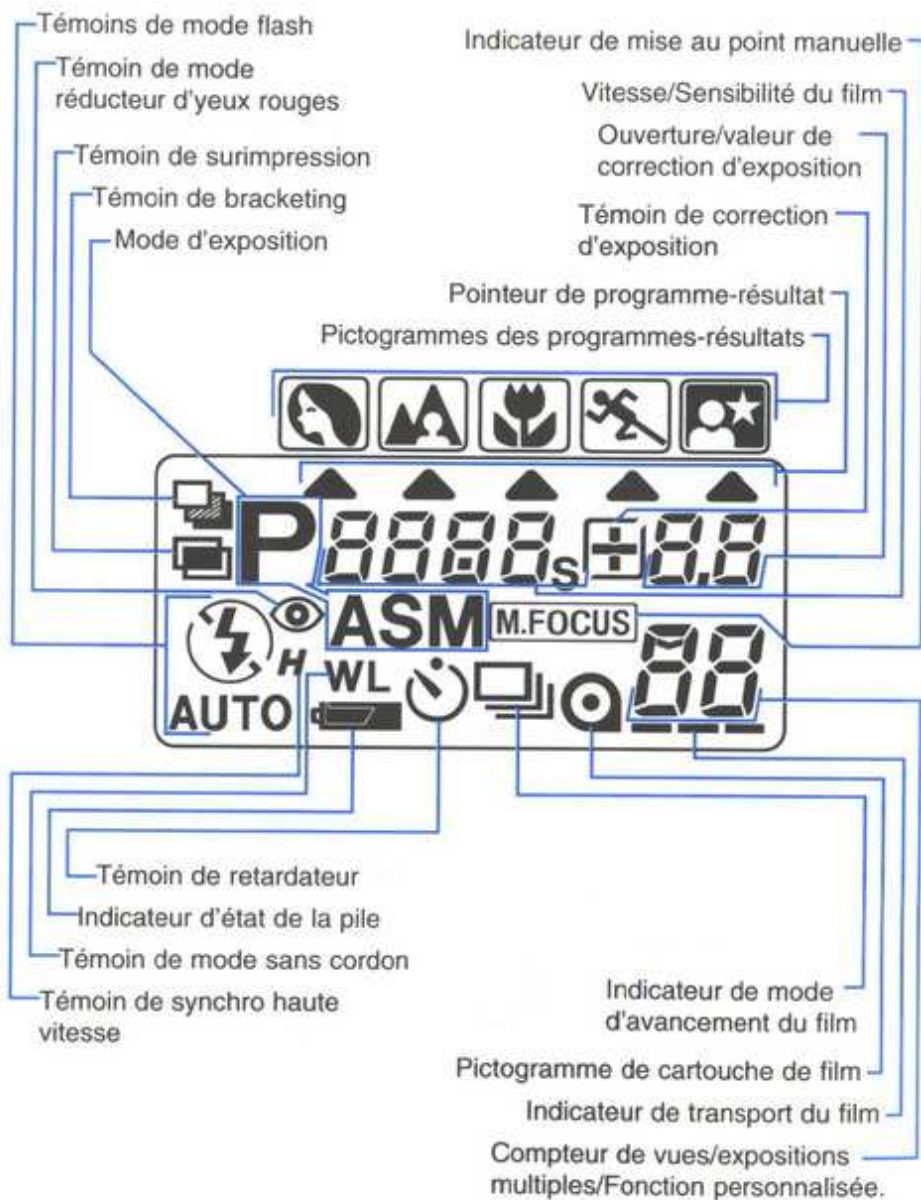 Témoins de mode flash
Témoin de mode
réducteur d'yeux rouges
Témoin de surimpression
Témoin de bracketing
Mode d'exposition
Indicateur de mise au point manuelle
Vitesse/Sensibilité du film
Ouverture/valeur de
correction d'exposition
Témoin de correction
d'exposition
Pointeur de programme-résultat
Pictogrammes des programmes-résultats
P 888.8s 8.8
ASM M.FOCUS
H WL
AUTO
88
Témoin de retardateur
Indicateur d'état de la pile
Témoin de mode sans cordon
Témoin de synchro haute
vitesse
Indicateur de mode
d'avancement du film
Pictogramme de cartouche de film
Indicateur de transport du film
Compteur de vues/expositions
multiples/Fonction personnalisée.